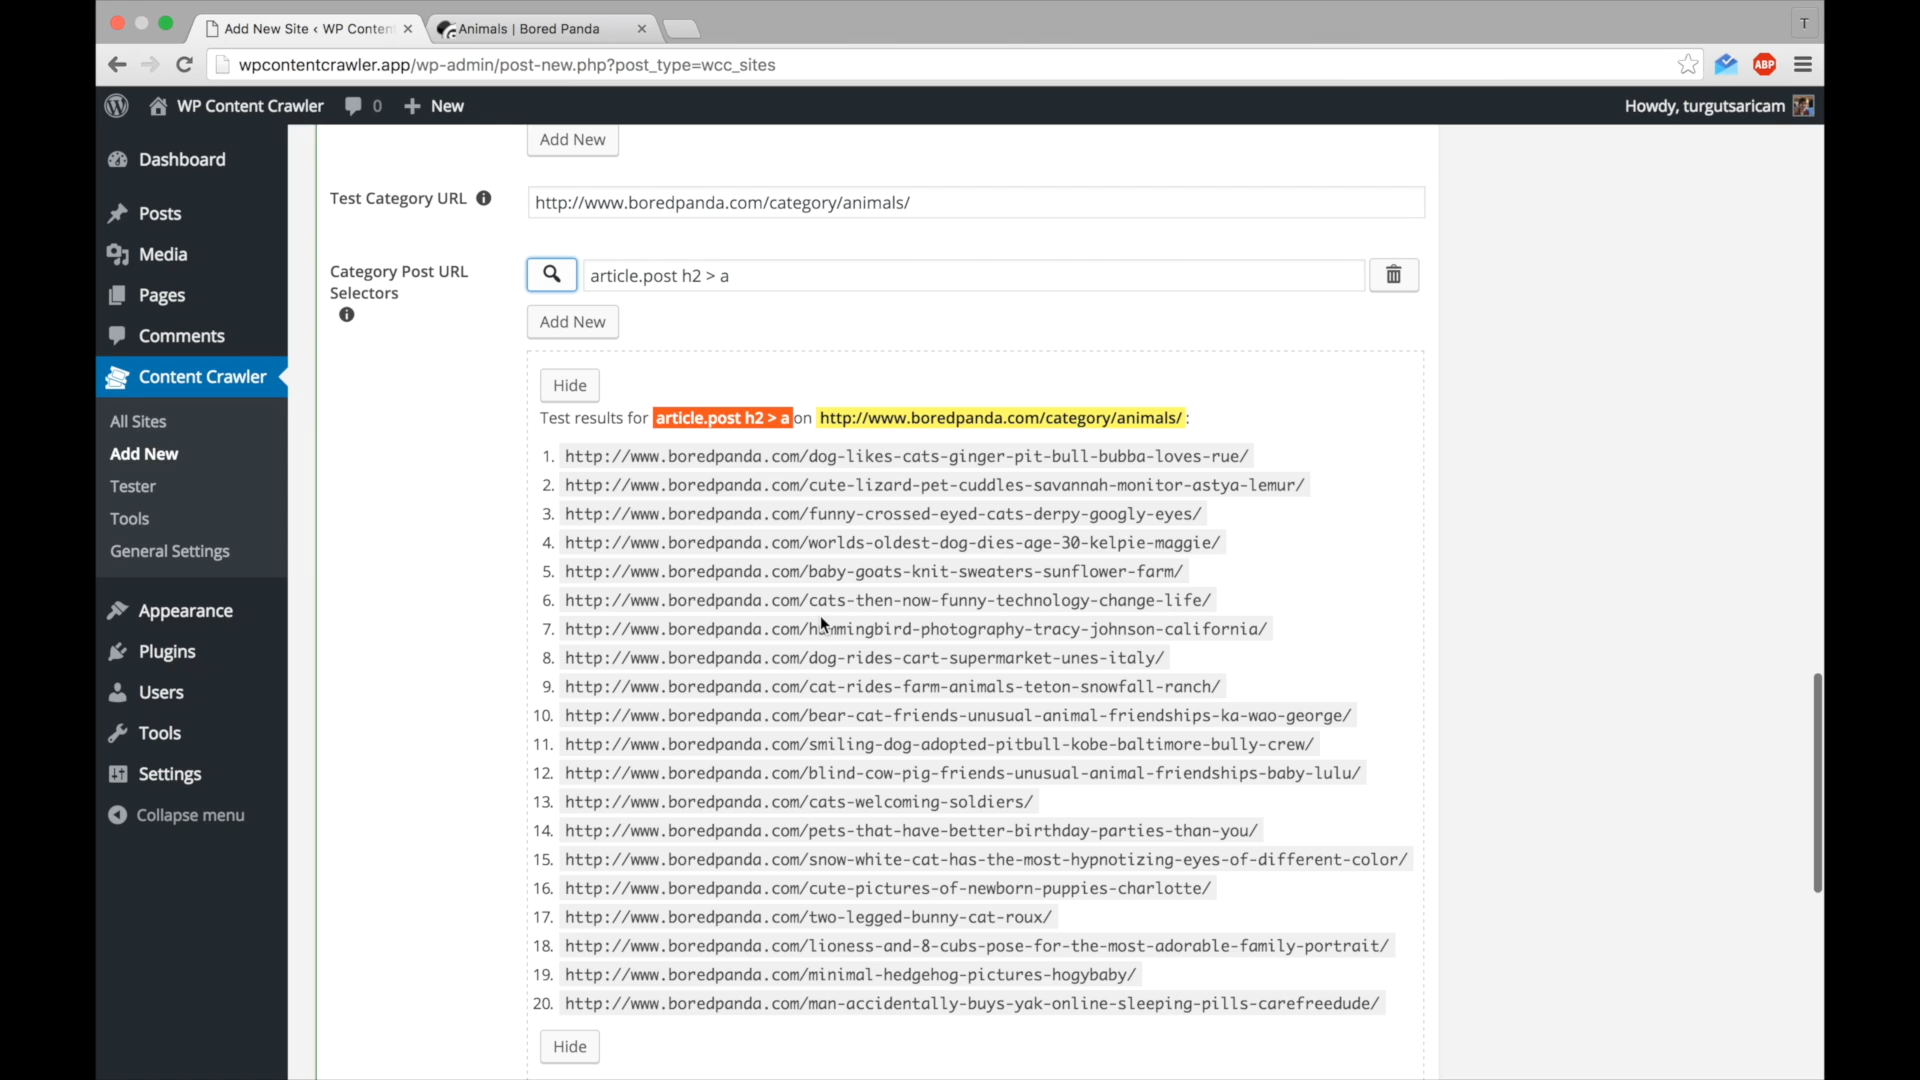 Add New Site ‹ WP Conten
Animals | Bored Panda
T
wpcontentcrawler.app/wp-admin/post-new.php?post_type=wcc_sites
ABP
WP Content Crawler 0 + New
Howdy, turgutsaricam
Dashboard
Posts
Media
Pages
Comments
Content Crawler
All Sites
Add New
Tester
Tools
General Settings
Appearance
Plugins
Users
Tools
Settings
Collapse menu
Add New
Test Category URL
http://www.boredpanda.com/category/animals/
Category Post URL
Selectors
article.post h2 > a
Add New
Hide
Test results for article.post h2 > a on http://www.boredpanda.com/category/animals/ :
1. http://www.boredpanda.com/dog-likes-cats-ginger-pit-bull-bubba-loves-rue/
2. http://www.boredpanda.com/cute-lizard-pet-cuddles-savannah-monitor-astya-lemur/
3. http://www.boredpanda.com/funny-crossed-eyed-cats-derpy-googly-eyes/
4. http://www.boredpanda.com/worlds-oldest-dog-dies-age-30-kelpie-maggie/
5. http://www.boredpanda.com/baby-goats-knit-sweaters-sunflower-farm/
6. http://www.boredpanda.com/cats-then-now-funny-technology-change-life/
7. http://www.boredpanda.com/hummingbird-photography-tracy-johnson-california/
8. http://www.boredpanda.com/dog-rides-cart-supermarket-unes-italy/
9. http://www.boredpanda.com/cat-rides-farm-animals-teton-snowfall-ranch/
10. http://www.boredpanda.com/bear-cat-friends-unusual-animal-friendships-ka-wao-george/
11. http://www.boredpanda.com/smiling-dog-adopted-pitbull-kobe-baltimore-bully-crew/
12. http://www.boredpanda.com/blind-cow-pig-friends-unusual-animal-friendships-baby-lulu/
13. http://www.boredpanda.com/cats-welcoming-soldiers/
14. http://www.boredpanda.com/pets-that-have-better-birthday-parties-than-you/
15. http://www.boredpanda.com/snow-white-cat-has-the-most-hypnotizing-eyes-of-different-color/
16. http://www.boredpanda.com/cute-pictures-of-newborn-puppies-charlotte/
17. http://www.boredpanda.com/two-legged-bunny-cat-roux/
18. http://www.boredpanda.com/lioness-and-8-cubs-pose-for-the-most-adorable-family-portrait/
19. http://www.boredpanda.com/minimal-hedgehog-pictures-hogybaby/
20. http://www.boredpanda.com/man-accidentally-buys-yak-online-sleeping-pills-carefreedude/
Hide